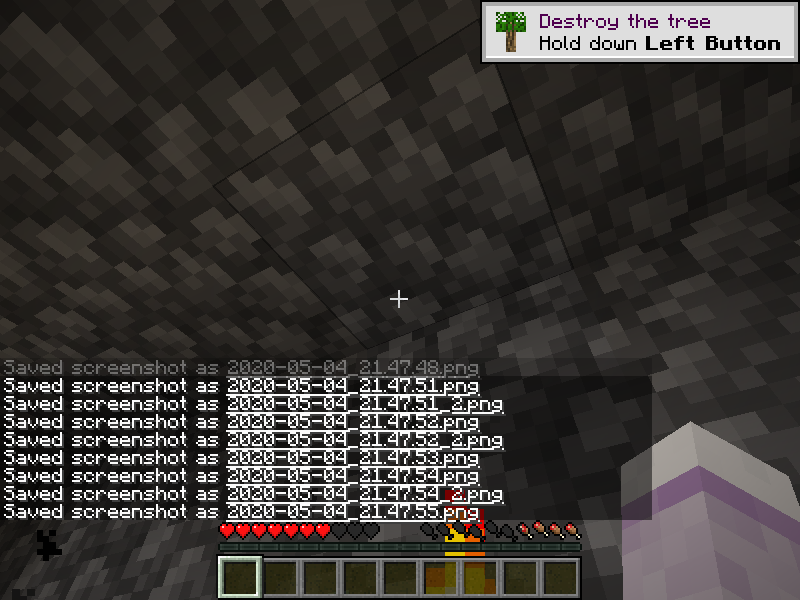 Destroy the tree
Hold down Left Button
Saved screenshot as 2020-05-04_21.47.48.png
Saved screenshot as 2020-05-04_21.47.51.png
Saved screenshot as 2020-05-04_21.47.51_2.png
Saved screenshot as 2020-05-04_21.47.52.png
Saved screenshot as 2020-05-04_21.47.52_2.png
Saved screenshot as 2020-05-04_21.47.53.png
Saved screenshot as 2020-05-04_21.47.54.png
Saved screenshot as 2020-05-04_21.47.54_2.png
Saved screenshot as 2020-05-04_21.47.55.png